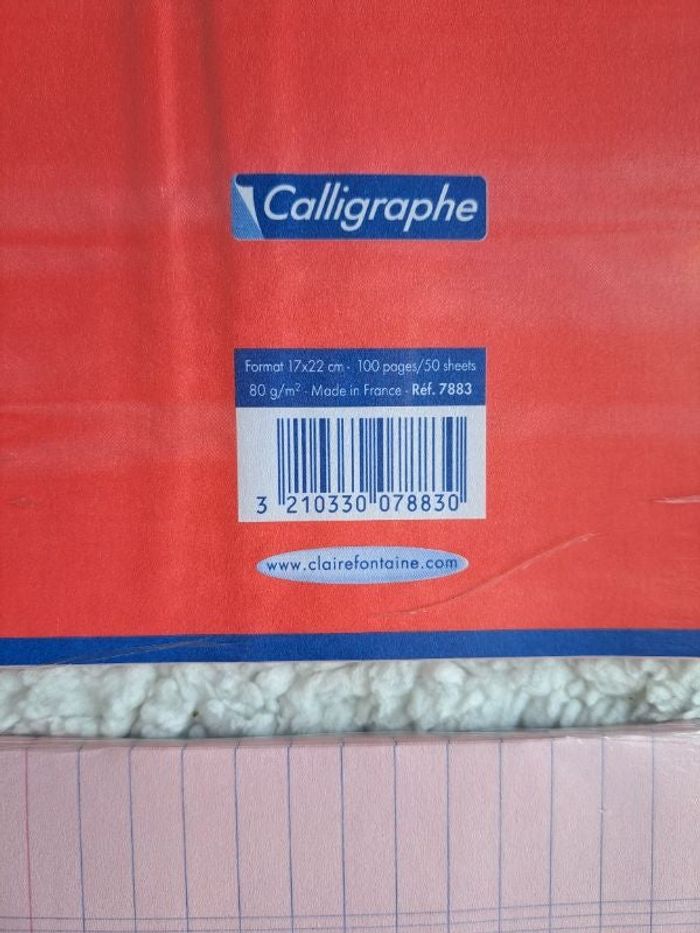 Calligraphe
Format 17x22 cm - 100 pages/50 sheets
80 g/m² - Made in France - Réf. 7883
3 210330 078830
www.clairefontaine.com